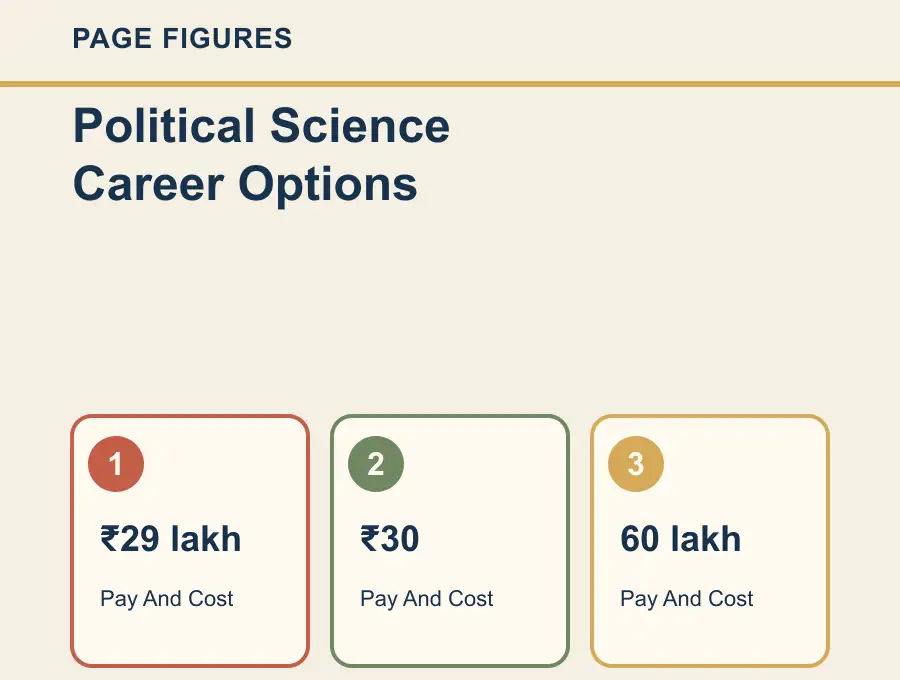 PAGE FIGURES
Political Science
Career Options
1
₹29 lakh
Pay And Cost
2
₹30
Pay And Cost
3
60 lakh
Pay And Cost